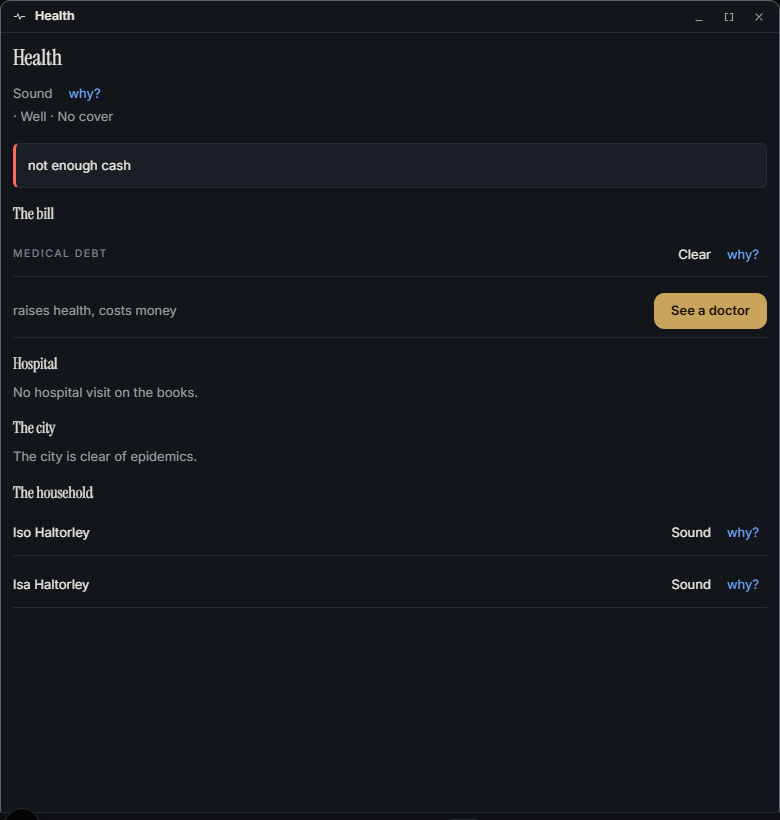 Health
Health
Sound why?
· Well · No cover
not enough cash
The bill
MEDICAL DEBT Clear why?
raises health, costs money See a doctor
Hospital
No hospital visit on the books.
The city
The city is clear of epidemics.
The household
Iso Haltorley Sound why?
Isa Haltorley Sound why?